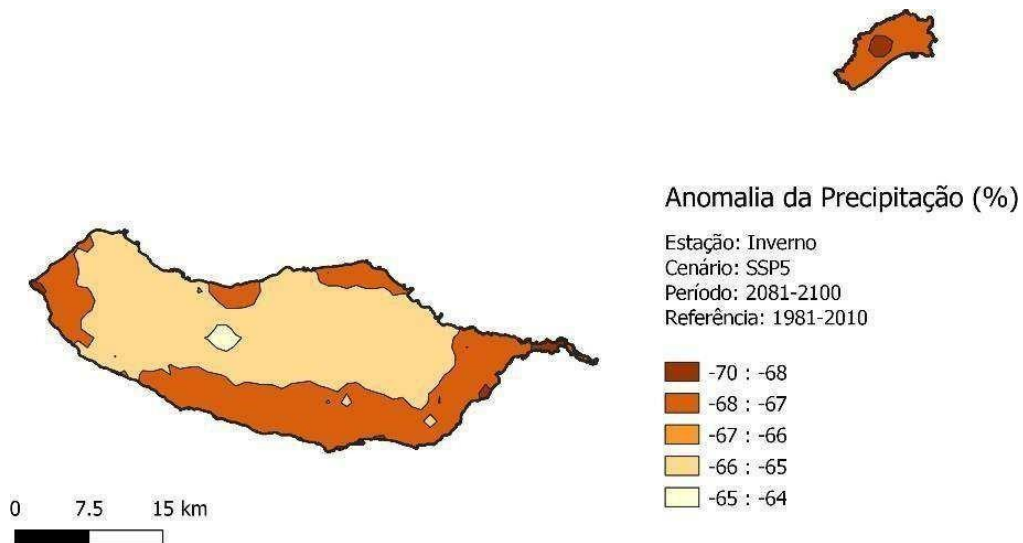 Anomalia da Precipitação (%)
Estação: Inverno
Cenário: SSP5
Período: 2081-2100
Referência: 1981-2010
-70 : -68
-68 : -67
-67 : -66
-66 : -65
-65 : -64
0 7.5 15 km